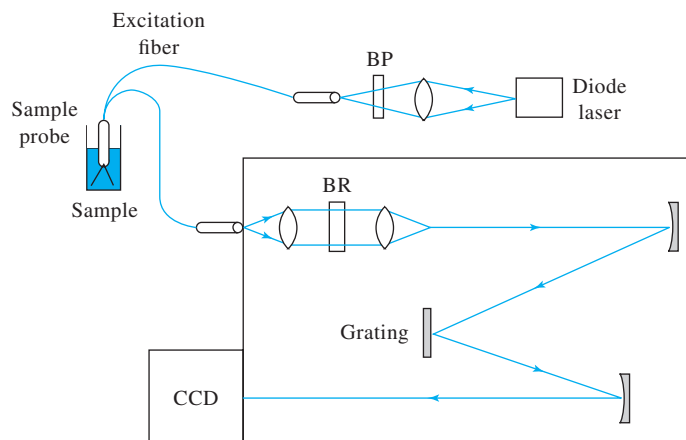 Excitation
fiber
BP
Diode
laser
Sample
probe
Sample
BR
Grating
CCD